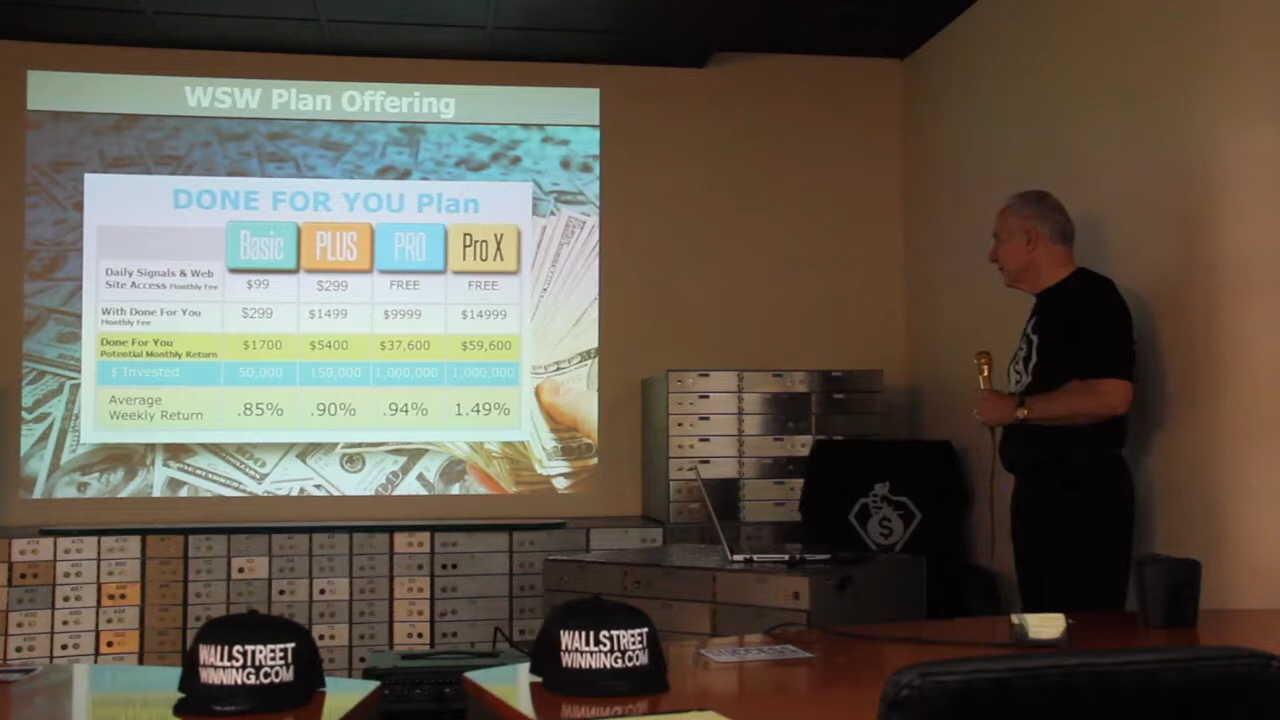 WSW Plan Offering
DONE FOR YOU Plan
Basic PLUS PRO Pro X
Daily Signals & Web
Site Access Monthly Fee
$99 $299 FREE FREE
With Done For You
Monthly Fee
$299 $1499 $9999 $14999
Done For You
Potential Monthly Return
$1700 $5400 $37,600 $59,600
$ Invested 50,000 150,000 1,000,000 1,000,000
Average
Weekly Return
.85% .90% .94% 1.49%
$
WALLSTREET
WINNING.COM
WALLSTREET
WINNING.COM